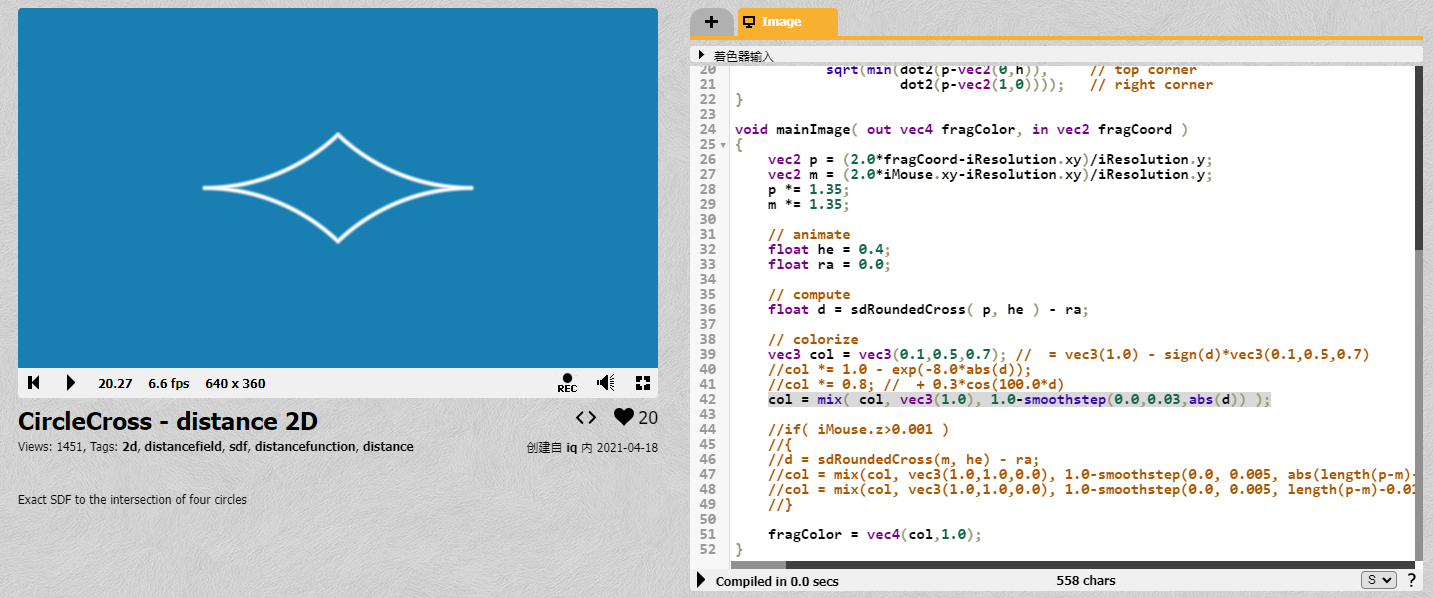 20.27 6.6 fps 640 x 360 REC
CircleCross - distance 2D
20
Views: 1451, Tags: 2d, distancefield, sdf, distancefunction, distance
创建自 iq 内 2021-04-18
Exact SDF to the intersection of four circles
+ Image
着色器输入
20 sqrt(min(dot2(p-vec2(0,h)), // top corner
21 dot2(p-vec2(1,0)))); // right corner
22 }
23
24 void mainImage( out vec4 fragColor, in vec2 fragCoord )
25 {
26 vec2 p = (2.0*fragCoord-iResolution.xy)/iResolution.y;
27 vec2 m = (2.0*iMouse.xy-iResolution.xy)/iResolution.y;
28 p *= 1.35;
29 m *= 1.35;
30
31 // animate
32 float he = 0.4;
33 float ra = 0.0;
34
35 // compute
36 float d = sdRoundedCross( p, he ) - ra;
37
38 // colorize
39 vec3 col = vec3(0.1,0.5,0.7); // = vec3(1.0) - sign(d)*vec3(0.1,0.5,0.7)
40 //col *= 1.0 - exp(-8.0*abs(d));
41 //col *= 0.8; // + 0.3*cos(100.0*d)
42 col = mix( col, vec3(1.0), 1.0-smoothstep(0.0,0.03,abs(d)) );
43
44 //if( iMouse.z>0.001 )
45 //{
46 //d = sdRoundedCross(m, he) - ra;
47 //col = mix(col, vec3(1.0,1.0,0.0), 1.0-smoothstep(0.0, 0.005, abs(length(p-m)-
48 //col = mix(col, vec3(1.0,1.0,0.0), 1.0-smoothstep(0.0, 0.005, length(p-m)-0.01
49 //}
50
51 fragColor = vec4(col,1.0);
52 }
Compiled in 0.0 secs 558 chars S ?